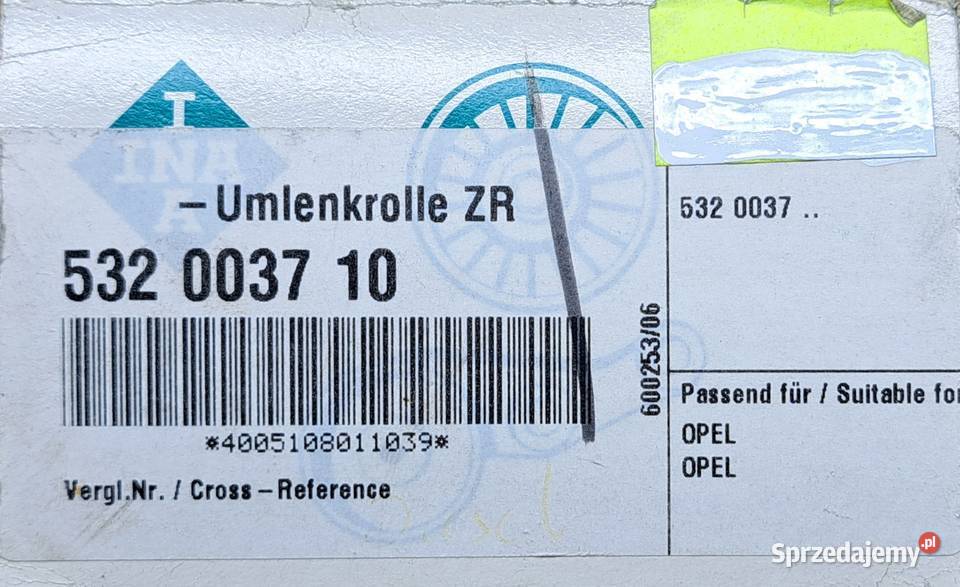 I
INA
A
–Umlenkrolle ZR
532 0037 10
*4005108011039*
Vergl.Nr. / Cross–Reference
600253/06
532 0037 ..
Passend für / Suitable for
OPEL
OPEL
Sprzedajemy.pl